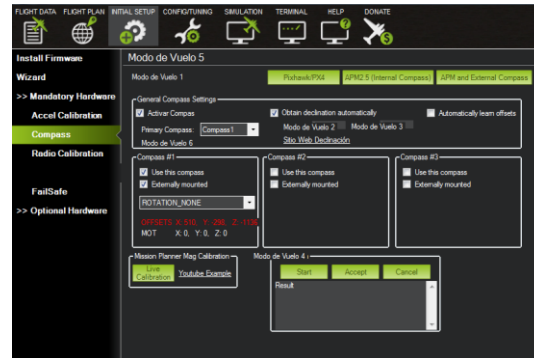 FLIGHT DATA FLIGHT PLAN INITIAL SETUP CONFIG/TUNING SIMULATION TERMINAL HELP DONATE
Install Firmware
Wizard
>> Mandatory Hardware
Accel Calibration
Compass
Radio Calibration
FailSafe
>> Optional Hardware
Modo de Vuelo 5
Modo de Vuelo 1 Pixhawk/PX4 APM2.5 (Internal Compass) APM and External Compass
General Compass Settings
Activar Compas Obtain declination automatically Automatically learn offsets
Primary Compass: Compass1 Modo de Vuelo 2 Modo de Vuelo 3
Modo de Vuelo 6 Sitio Web Declinación
Compass #1 Compass #2 Compass #3
Use this compass Use this compass Use this compass
Externally mounted Externally mounted Externally mounted
ROTATION_NONE
OFFSETS X: 510, Y: 298, Z: -1136
MOT X: 0, Y: 0, Z: 0
Mission Planner Mag Calibration Modo de Vuelo 4
Live Calibration Youtube Example Start Accept Cancel
Result